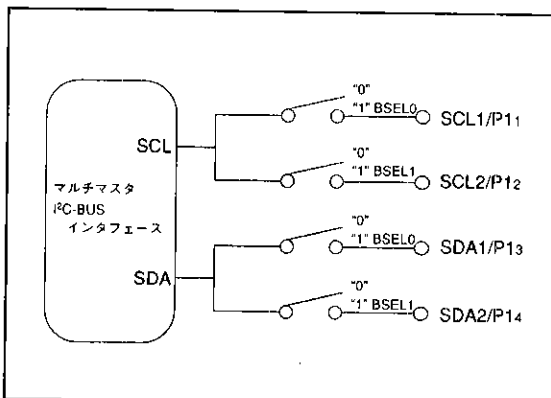 "0"
"1" BSEL0
SCL1/P11
SCL
"0"
"1" BSEL1
SCL2/P12
マルチマスタ
I²C-BUS
インタフェース
"0"
"1" BSEL0
SDA1/P13
SDA
"0"
"1" BSEL1
SDA2/P14